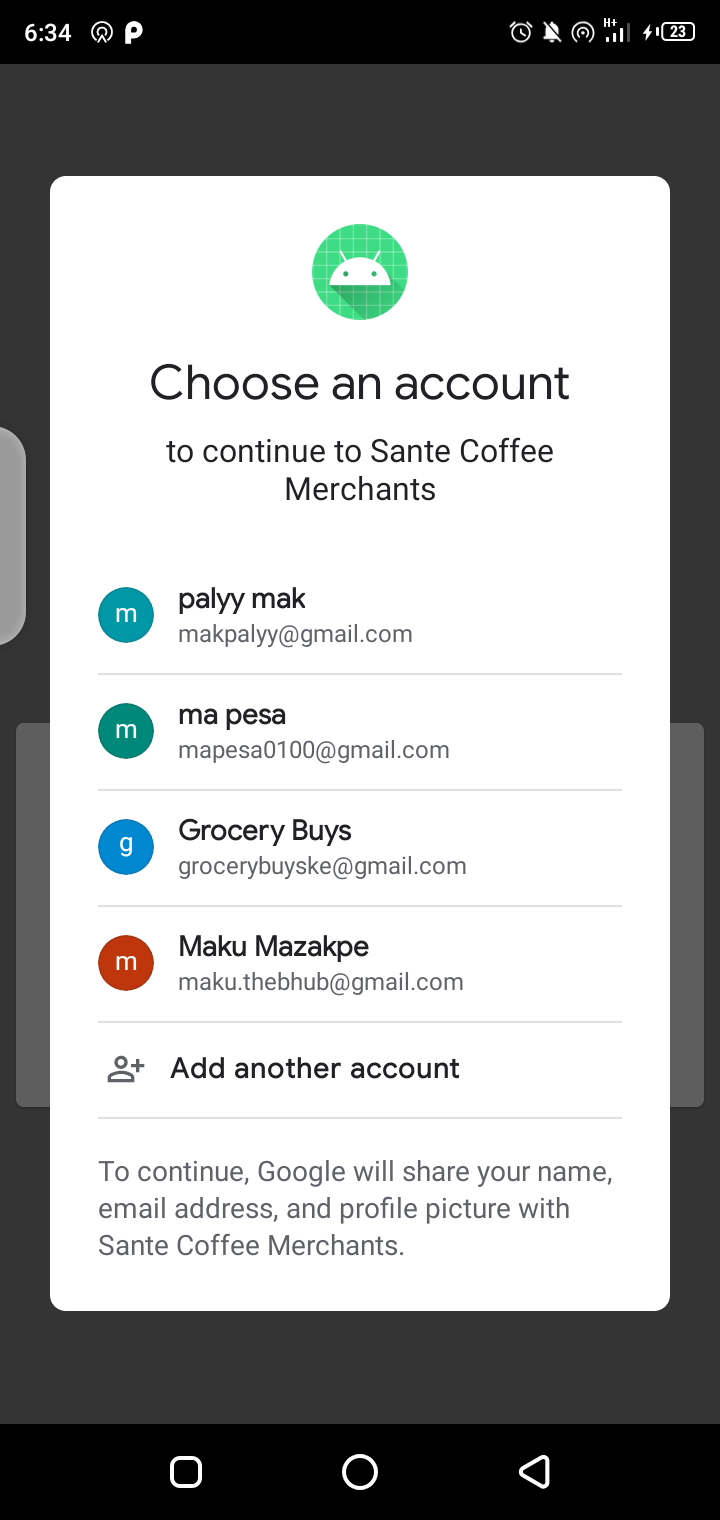 6:34
H+
23
Choose an account
to continue to Sante Coffee
Merchants
m
palyy mak
makpalyy@gmail.com
m
ma pesa
mapesa0100@gmail.com
g
Grocery Buys
grocerybuyske@gmail.com
m
Maku Mazakpe
maku.thebhub@gmail.com
Add another account
To continue, Google will share your name,
email address, and profile picture with
Sante Coffee Merchants.